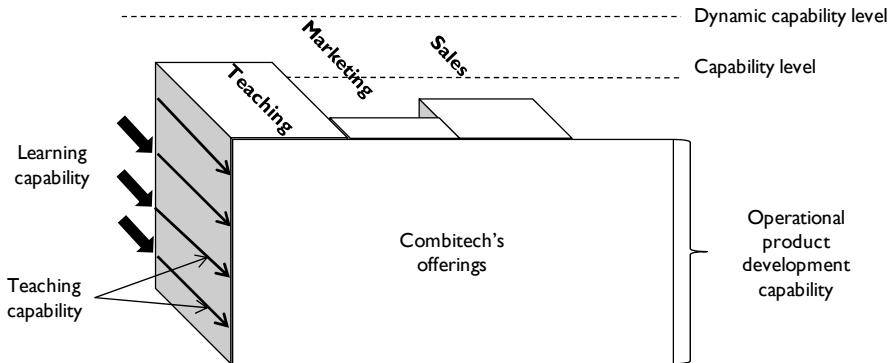 Dynamic capability level
Marketing
Sales
Capability level
Teaching
Learning
capability
Combitech's
offerings
Operational
product
development
capability
Teaching
capability